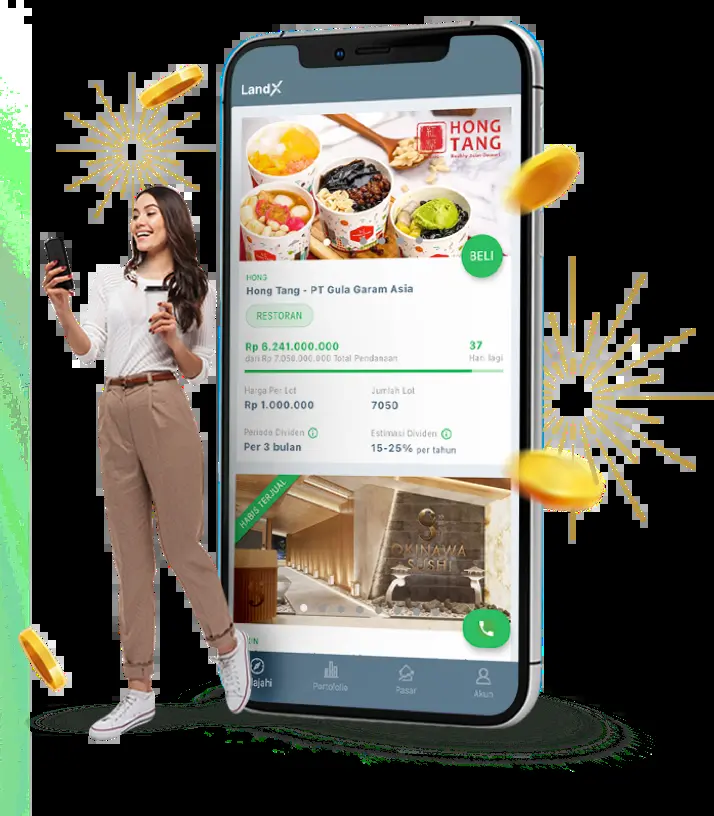 LandX
HONG
TANG
Healthy Asian Dessert
BELI
HONG
Hong Tang - PT Gula Garam Asia
RESTORAN
Rp 6.241.000.000
37
dari Rp 7.050.000.000 Total Pendanaan
Hari lagi
Harga Per Lot
Jumlah Lot
Rp 1.000.000
7050
Periode Dividen
Estimasi Dividen
Per 3 bulan
15-25% per tahun
HABIS TERJUAL
OKINAWA
SUSHI
lajahi
Portofolio
Pasar
Akun